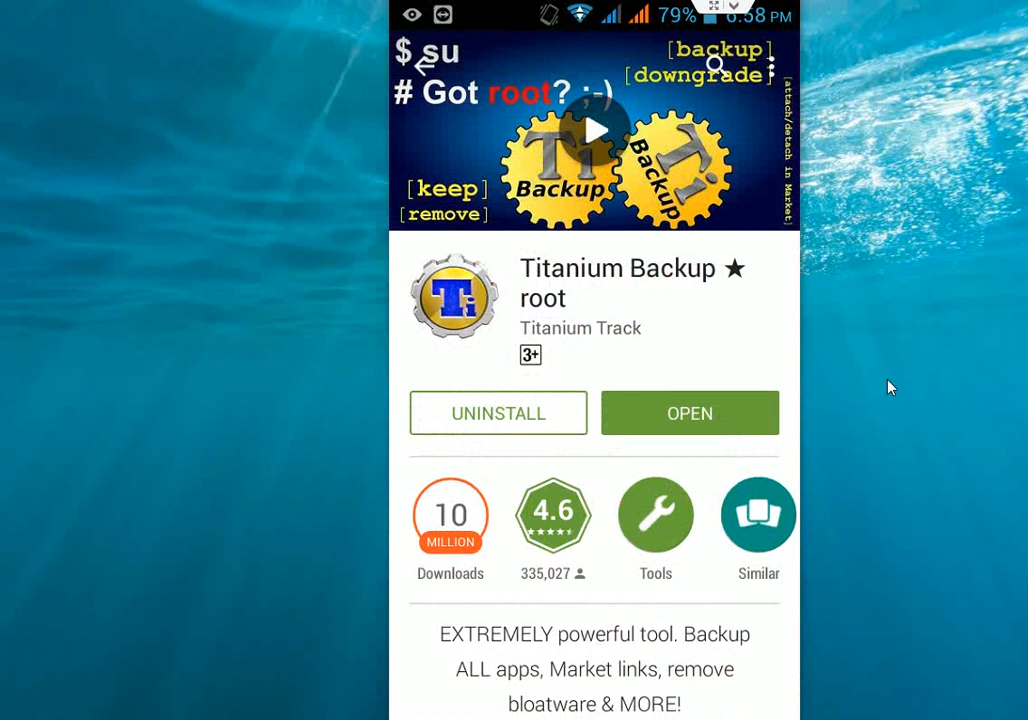 79% 6:58 PM
$ su
[backup]
[downgrade]
# Got root? ;-)
[attach/detach in Market]
Ti
Backup
Ti
Backup
[keep]
[remove]
Ti
Titanium Backup ★
root
Titanium Track
3+
UNINSTALL
OPEN
10
MILLION
4.6
Downloads
335,027
Tools
Similar
EXTREMELY powerful tool. Backup
ALL apps, Market links, remove
bloatware & MORE!